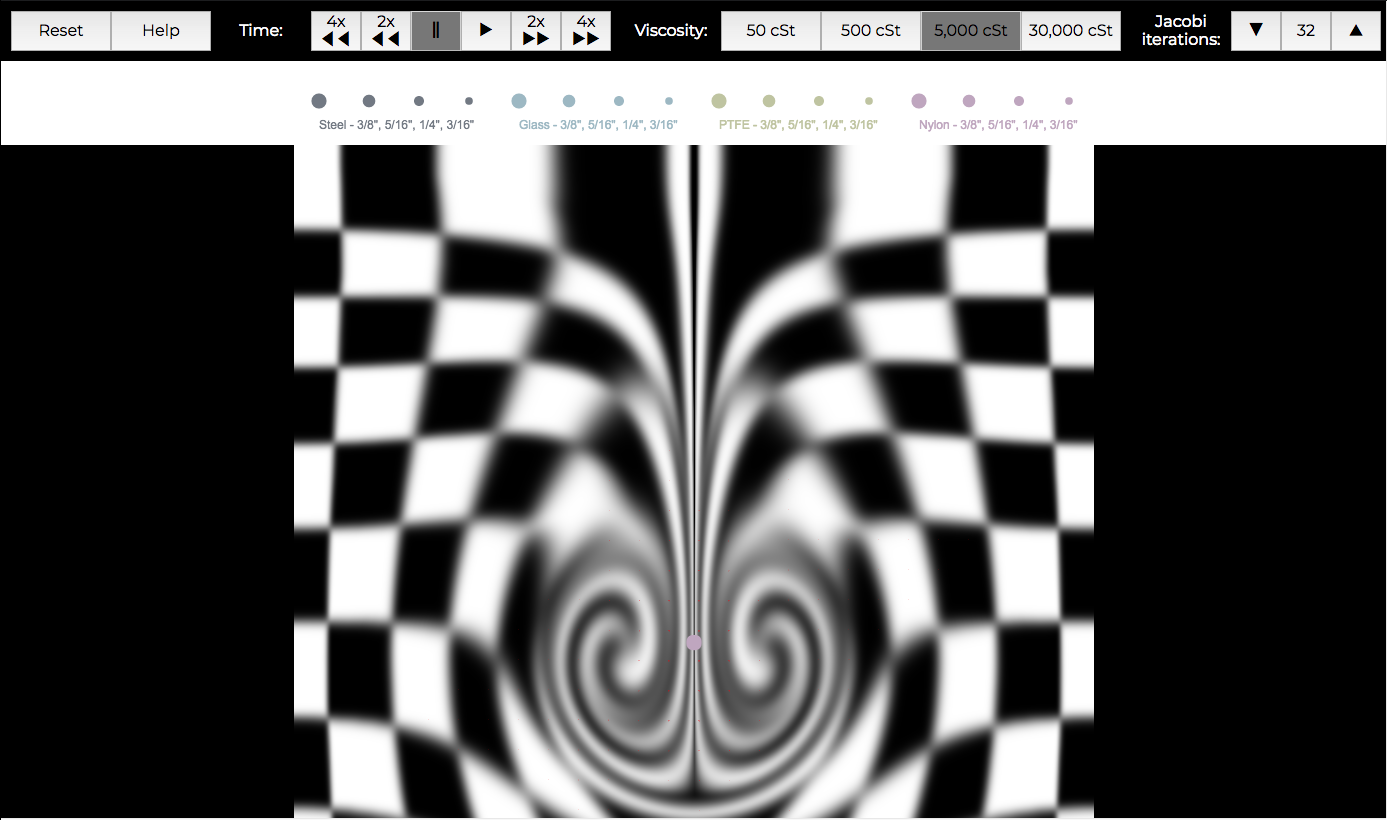 Reset Help Time: 4x 2x 2x 4x Viscosity: 50 cSt 500 cSt 5,000 cSt 30,000 cSt Jacobi iterations: 32
Steel - 3/8", 5/16", 1/4", 3/16" Glass - 3/8", 5/16", 1/4", 3/16" PTFE - 3/8", 5/16", 1/4", 3/16" Nylon - 3/8", 5/16", 1/4", 3/16"